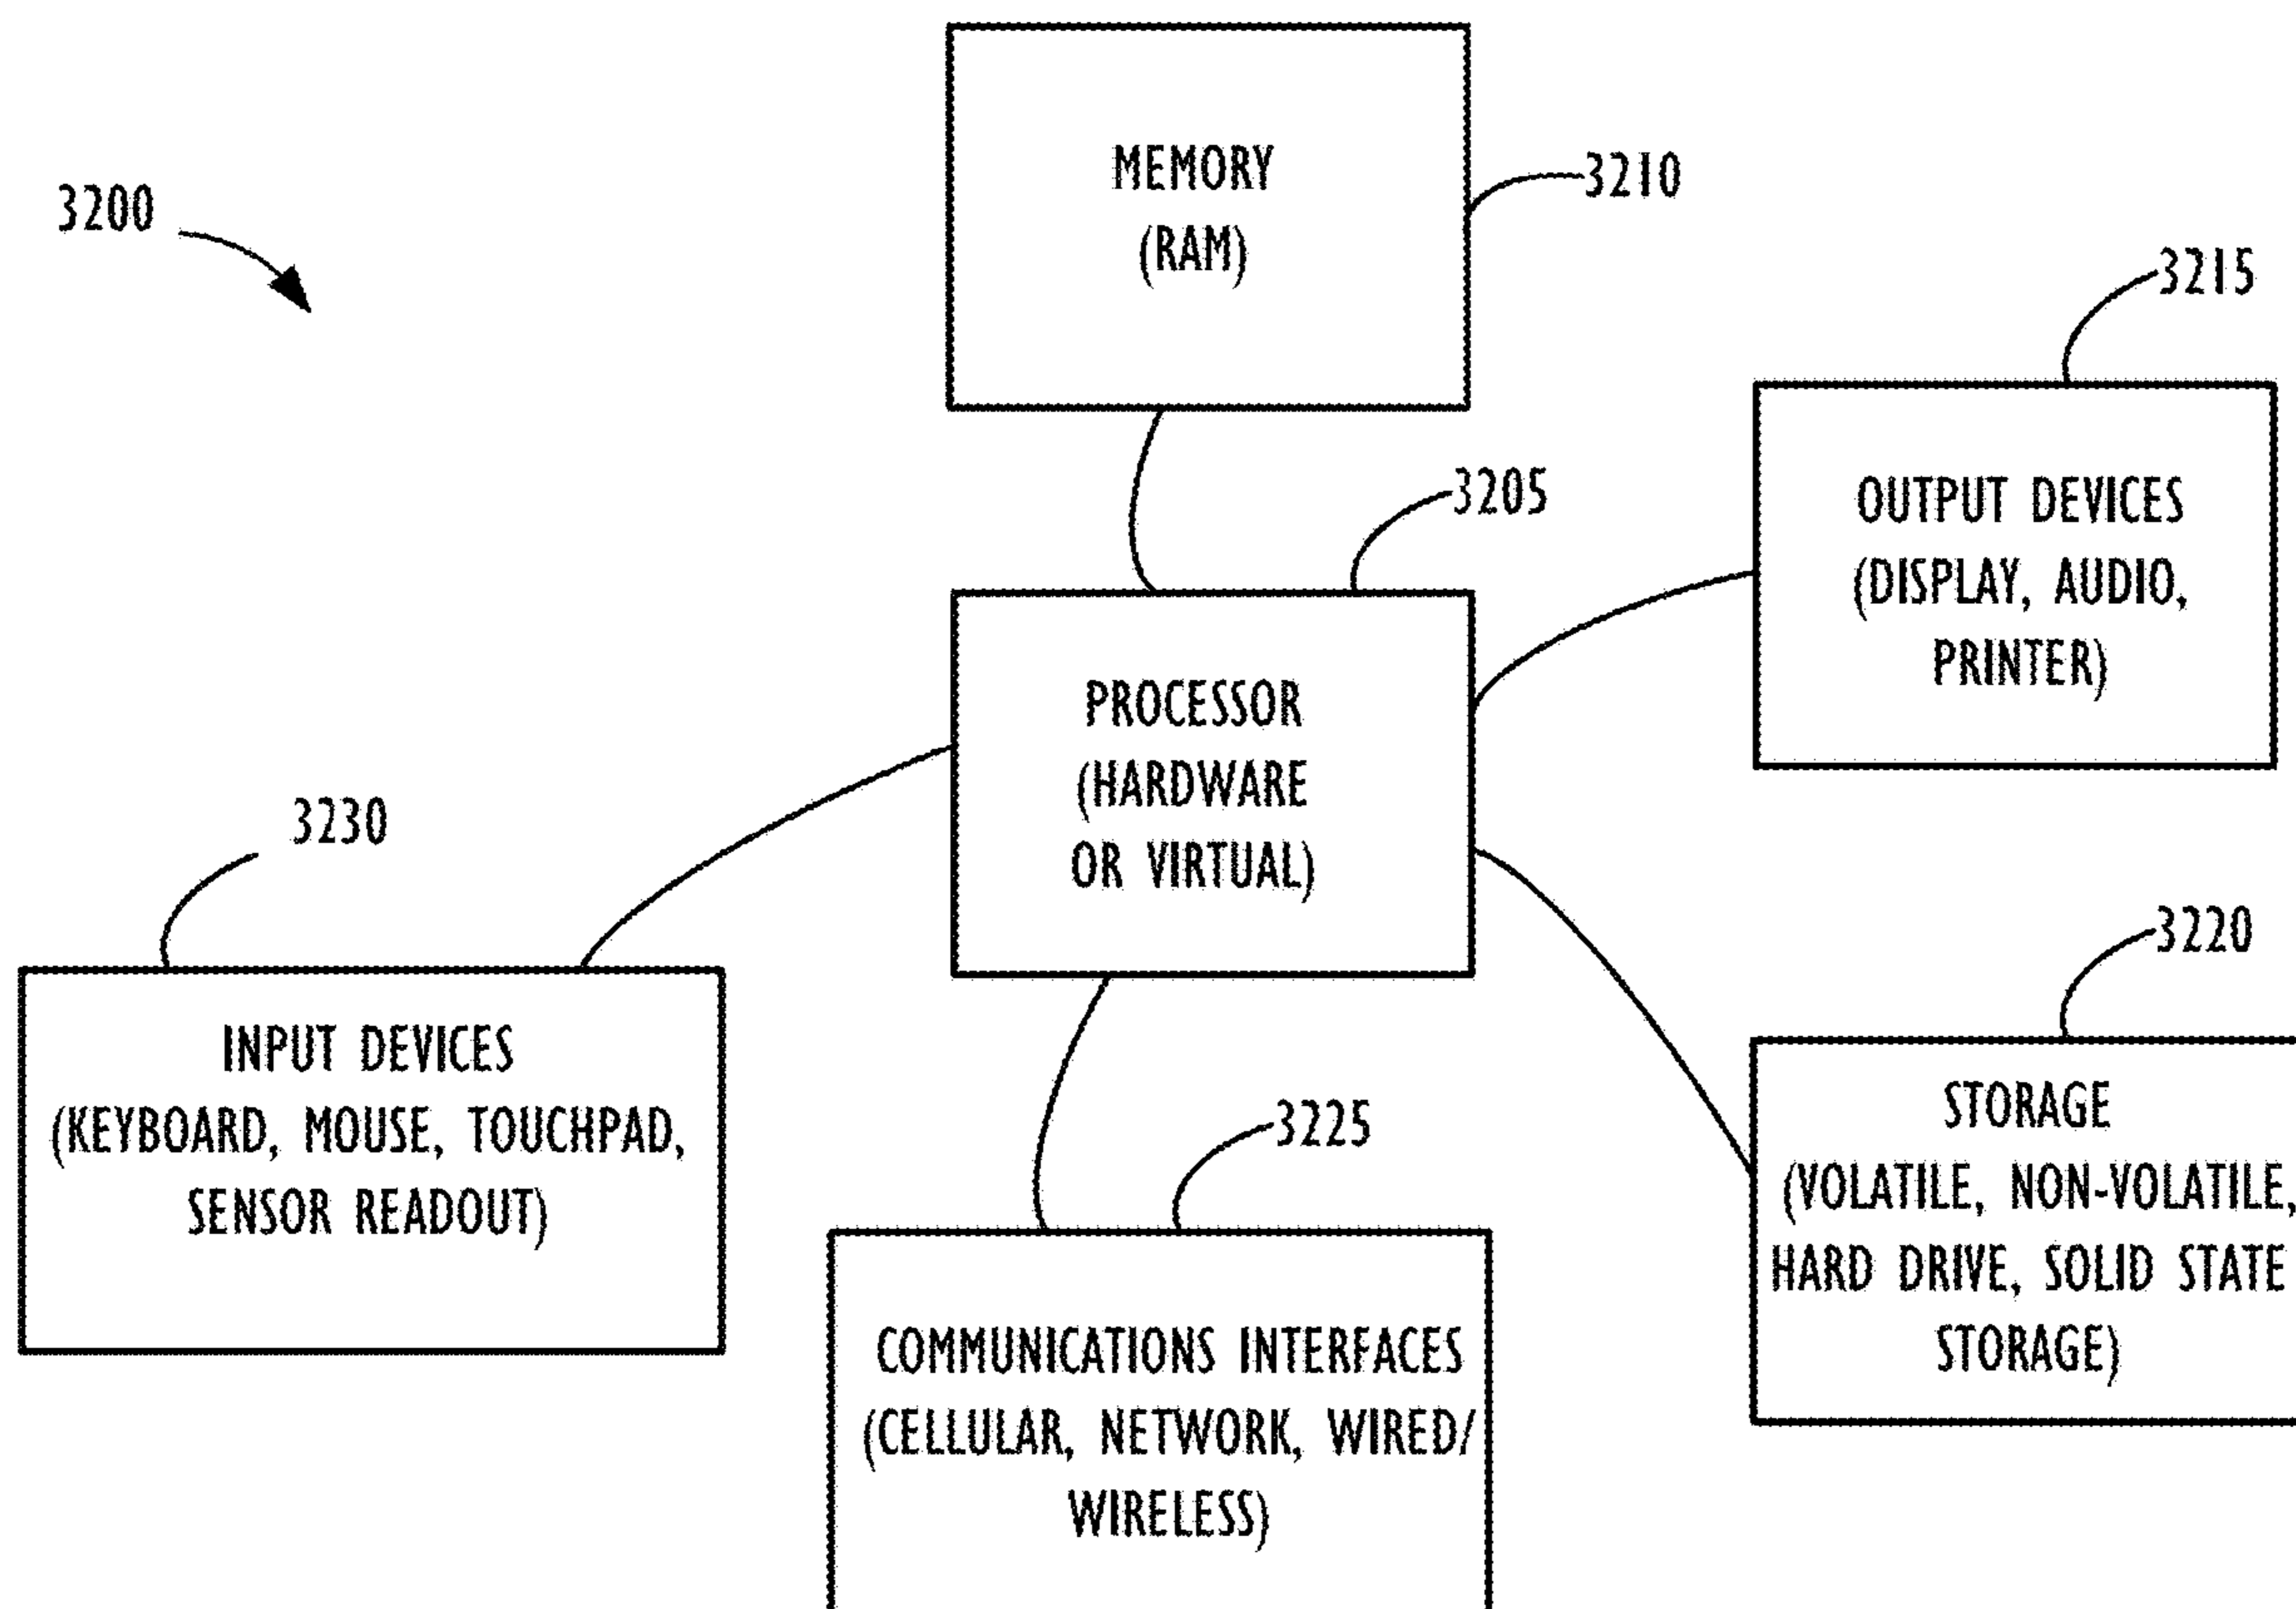 3200
MEMORY
(RAM)
3210
3215
OUTPUT DEVICES
(DISPLAY, AUDIO,
PRINTER)
3205
PROCESSOR
(HARDWARE
OR VIRTUAL)
3230
INPUT DEVICES
(KEYBOARD, MOUSE, TOUCHPAD,
SENSOR READOUT)
3220
STORAGE
(VOLATILE, NON-VOLATILE,
HARD DRIVE, SOLID STATE
STORAGE)
3225
COMMUNICATIONS INTERFACES
(CELLULAR, NETWORK, WIRED/
WIRELESS)